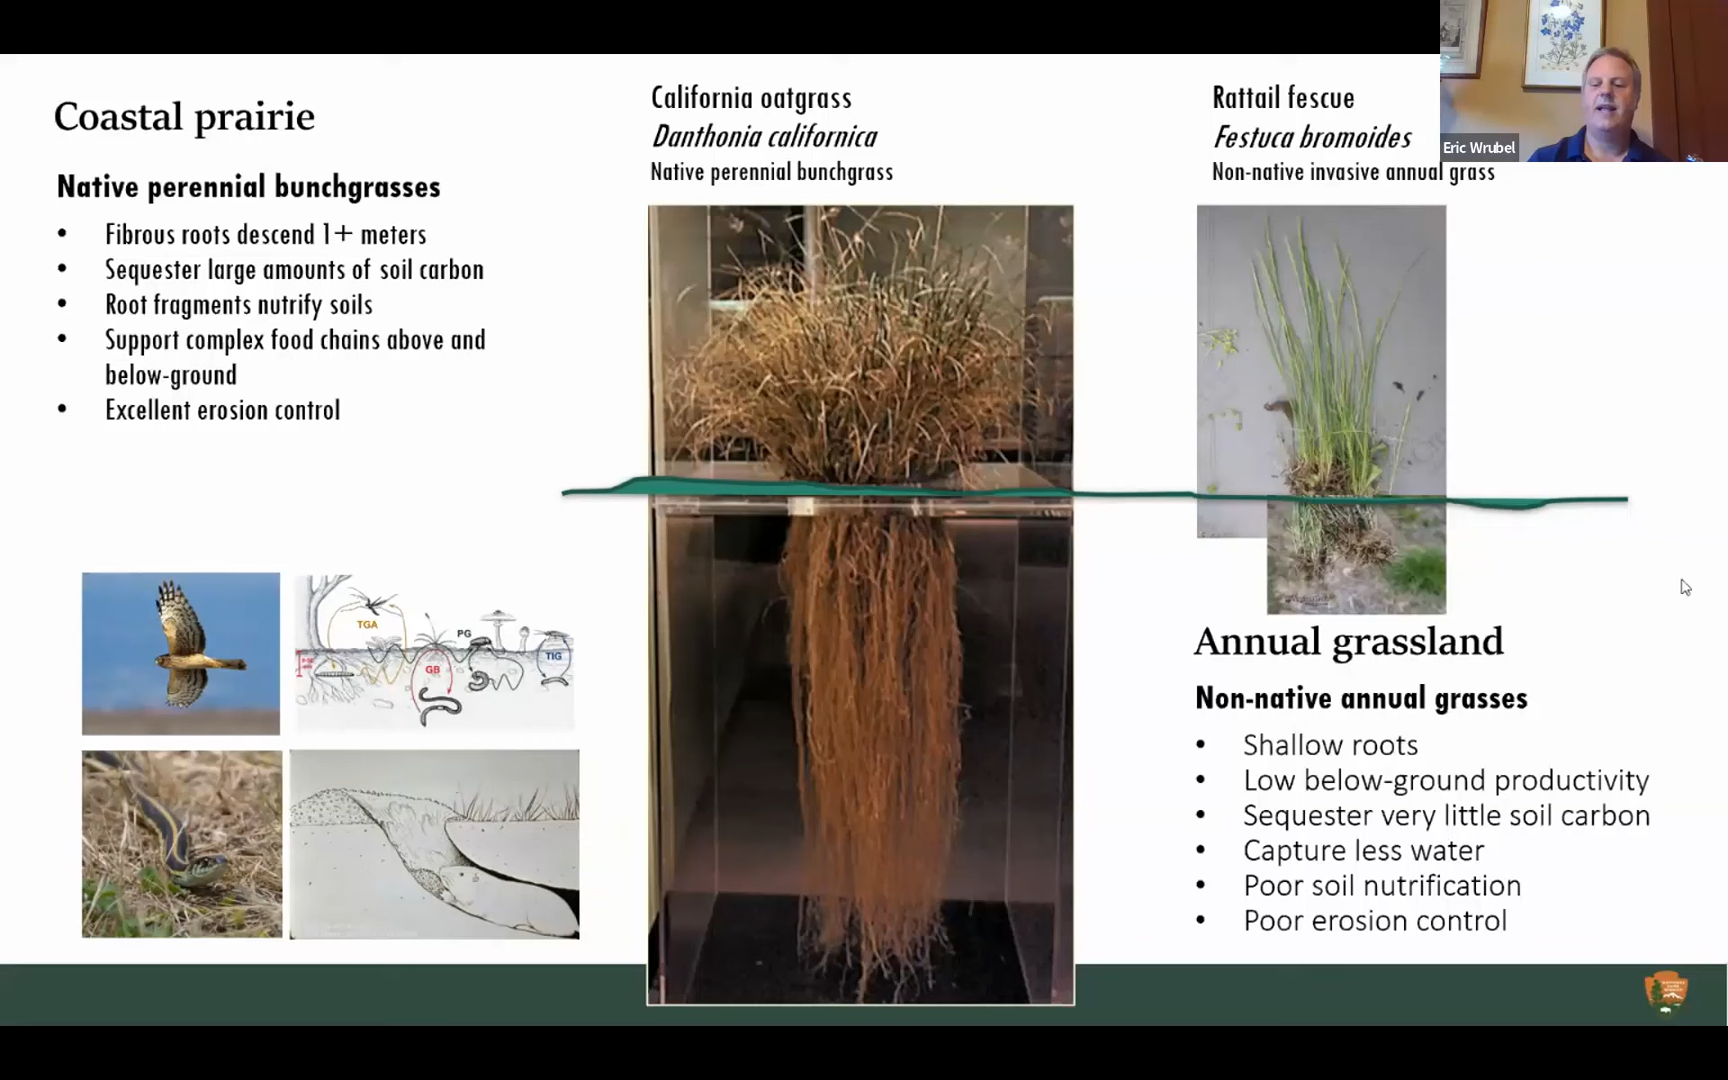 Coastal prairie
Native perennial bunchgrasses
• Fibrous roots descend 1+ meters
• Sequester large amounts of soil carbon
• Root fragments nutrify soils
• Support complex food chains above and
below-ground
• Excellent erosion control
California oatgrass
Danthonia californica
Native perennial bunchgrass
Rattail fescue
Festuca bromoides
Non-native invasive annual grass
Eric Wrubel
TGA
PG
GB
TIG
Annual grassland
Non-native annual grasses
• Shallow roots
• Low below-ground productivity
• Sequester very little soil carbon
• Capture less water
• Poor soil nutrification
• Poor erosion control